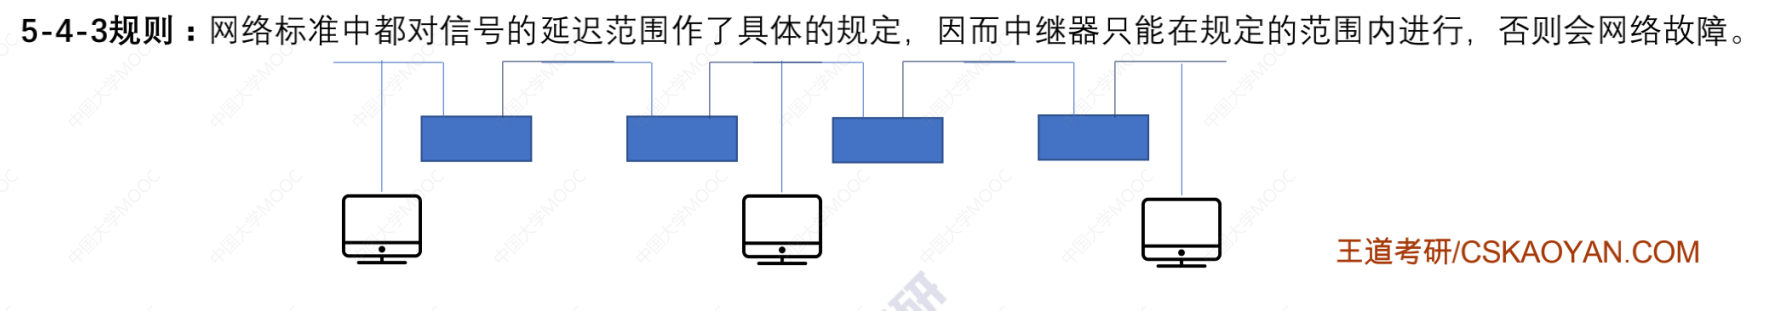 5-4-3规则：网络标准中都对信号的延迟范围作了具体的规定，因而中继器只能在规定的范围内进行，否则会网络故障。
王道考研/CSKAOYAN.COM
中国大学MOOC
研